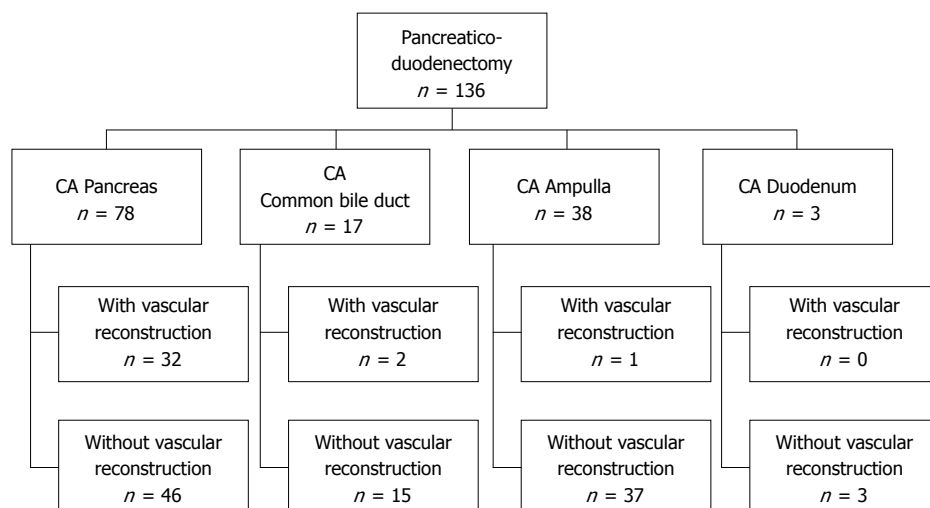 Pancreatico-
duodenectomy
n = 136
CA Pancreas
n = 78
CA
Common bile duct
n = 17
CA Ampulla
n = 38
CA Duodenum
n = 3
With vascular
reconstruction
n = 32
With vascular
reconstruction
n = 2
With vascular
reconstruction
n = 1
With vascular
reconstruction
n = 0
Without vascular
reconstruction
n = 46
Without vascular
reconstruction
n = 15
Without vascular
reconstruction
n = 37
Without vascular
reconstruction
n = 3